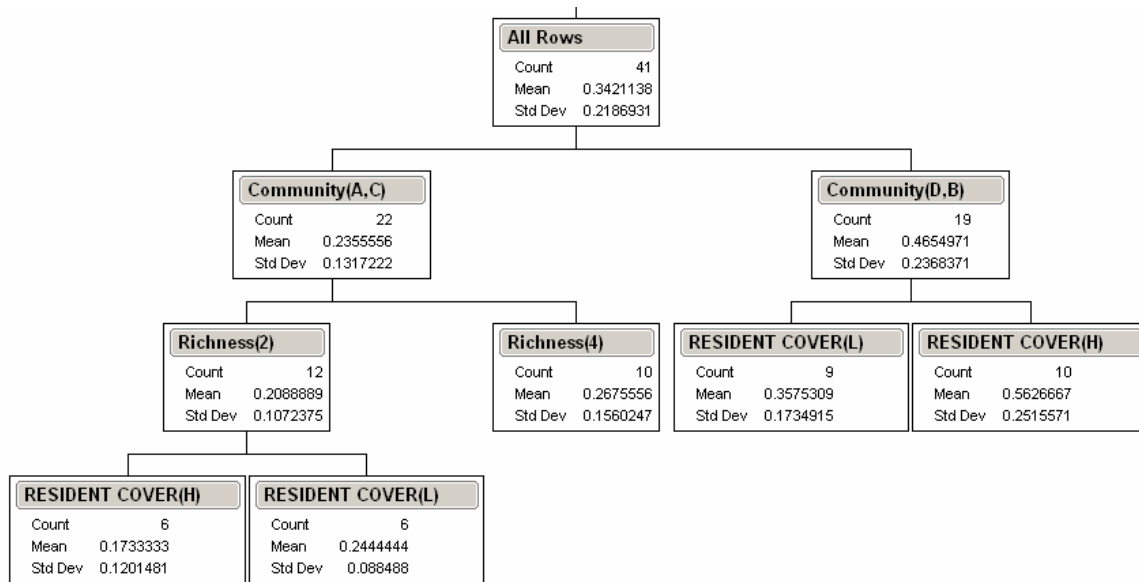 All Rows
Count 41
Mean 0.3421138
Std Dev 0.2186931
Community(A,C)
Count 22
Mean 0.2355556
Std Dev 0.1317222
Community(D,B)
Count 19
Mean 0.4654971
Std Dev 0.2368371
Richness(2)
Count 12
Mean 0.2088889
Std Dev 0.1072375
Richness(4)
Count 10
Mean 0.2675556
Std Dev 0.1560247
RESIDENT COVER(L)
Count 9
Mean 0.3575309
Std Dev 0.1734915
RESIDENT COVER(H)
Count 10
Mean 0.5626667
Std Dev 0.2515571
RESIDENT COVER(H)
Count 6
Mean 0.1733333
Std Dev 0.1201481
RESIDENT COVER(L)
Count 6
Mean 0.2444444
Std Dev 0.088488